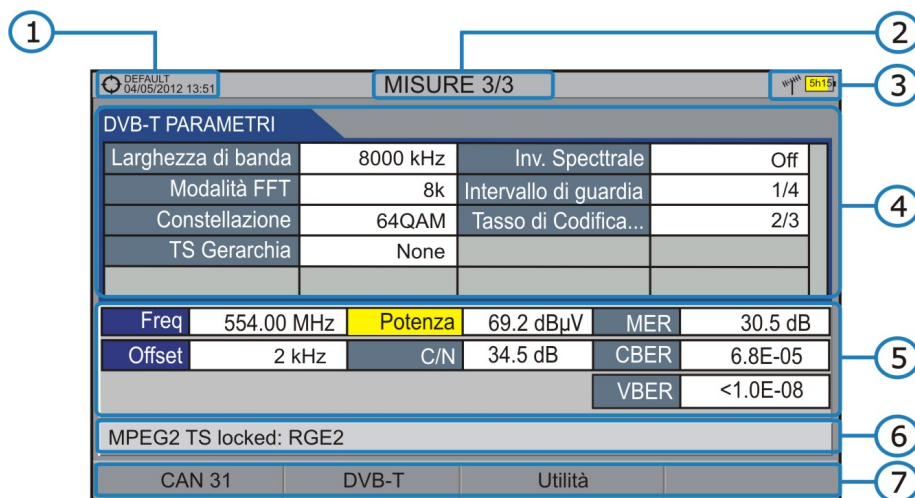 1
2
DEFAULT
04/05/2012 13:51
MISURE 3/3
5h15
3
DVB-T PARAMETRI
Larghezza di banda 8000 kHz Inv. Specttrale Off
Modalità FFT 8k Intervallo di guardia 1/4
4
Constellazione 64QAM Tasso di Codifica... 2/3
TS Gerarchia None
Freq 554.00 MHz Potenza 69.2 dBµV MER 30.5 dB
Offset 2 kHz C/N 34.5 dB CBER 6.8E-05
5
VBER <1.0E-08
MPEG2 TS locked: RGE2
6
CAN 31 DVB-T Utilità
7